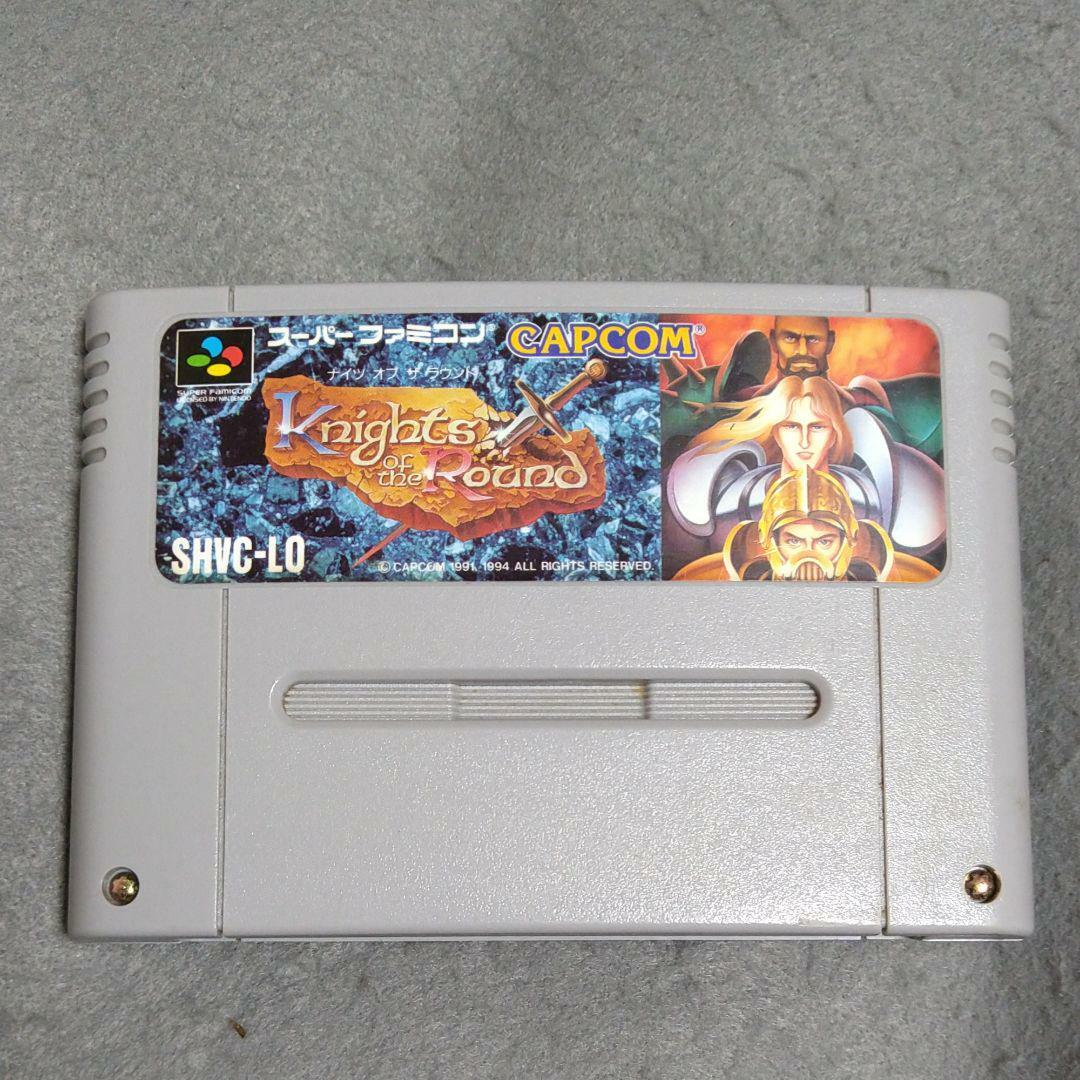 スーパーファミコン
CAPCOM®
SUPER FAMICOM
LICENSED BY NINTENDO
ナイツ オブ ザ ラウンド
Knights
of the Round
SHVC-LO
© CAPCOM 1991, 1994 ALL RIGHTS RESERVED.